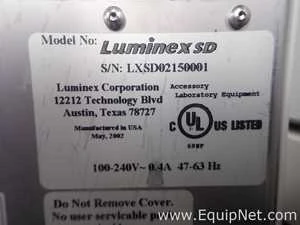 Model No: Luminex SD
S/N: LXSD02150001
Luminex Corporation
12212 Technology Blvd
Austin, Texas 78727
Manufactured in USA
May, 2002
Accessory
Laboratory Equipment
C UL US LISTED
100-240V~ 0.4A 47-63 Hz
Do Not Remove Cover.
No user servicable
www.EquipNet.com